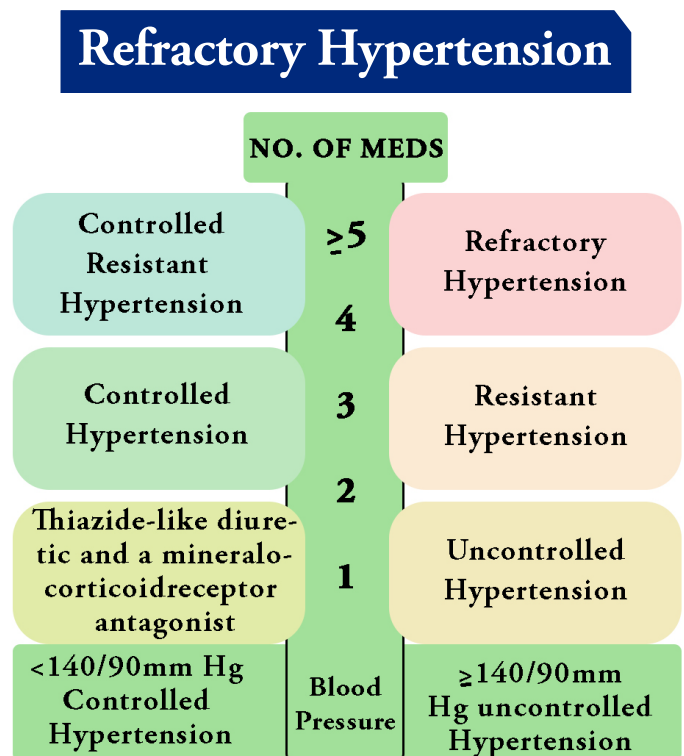 Refractory Hypertension
NO. OF MEDS
Controlled
Resistant
Hypertension
≥5
Refractory
Hypertension
4
Controlled
Hypertension
3
Resistant
Hypertension
2
Thiazide-like diure-
tic and a mineralo-
corticoidreceptor
antagonist
1
Uncontrolled
Hypertension
<140/90mm Hg
Controlled
Hypertension
Blood
Pressure
≥140/90mm
Hg uncontrolled
Hypertension